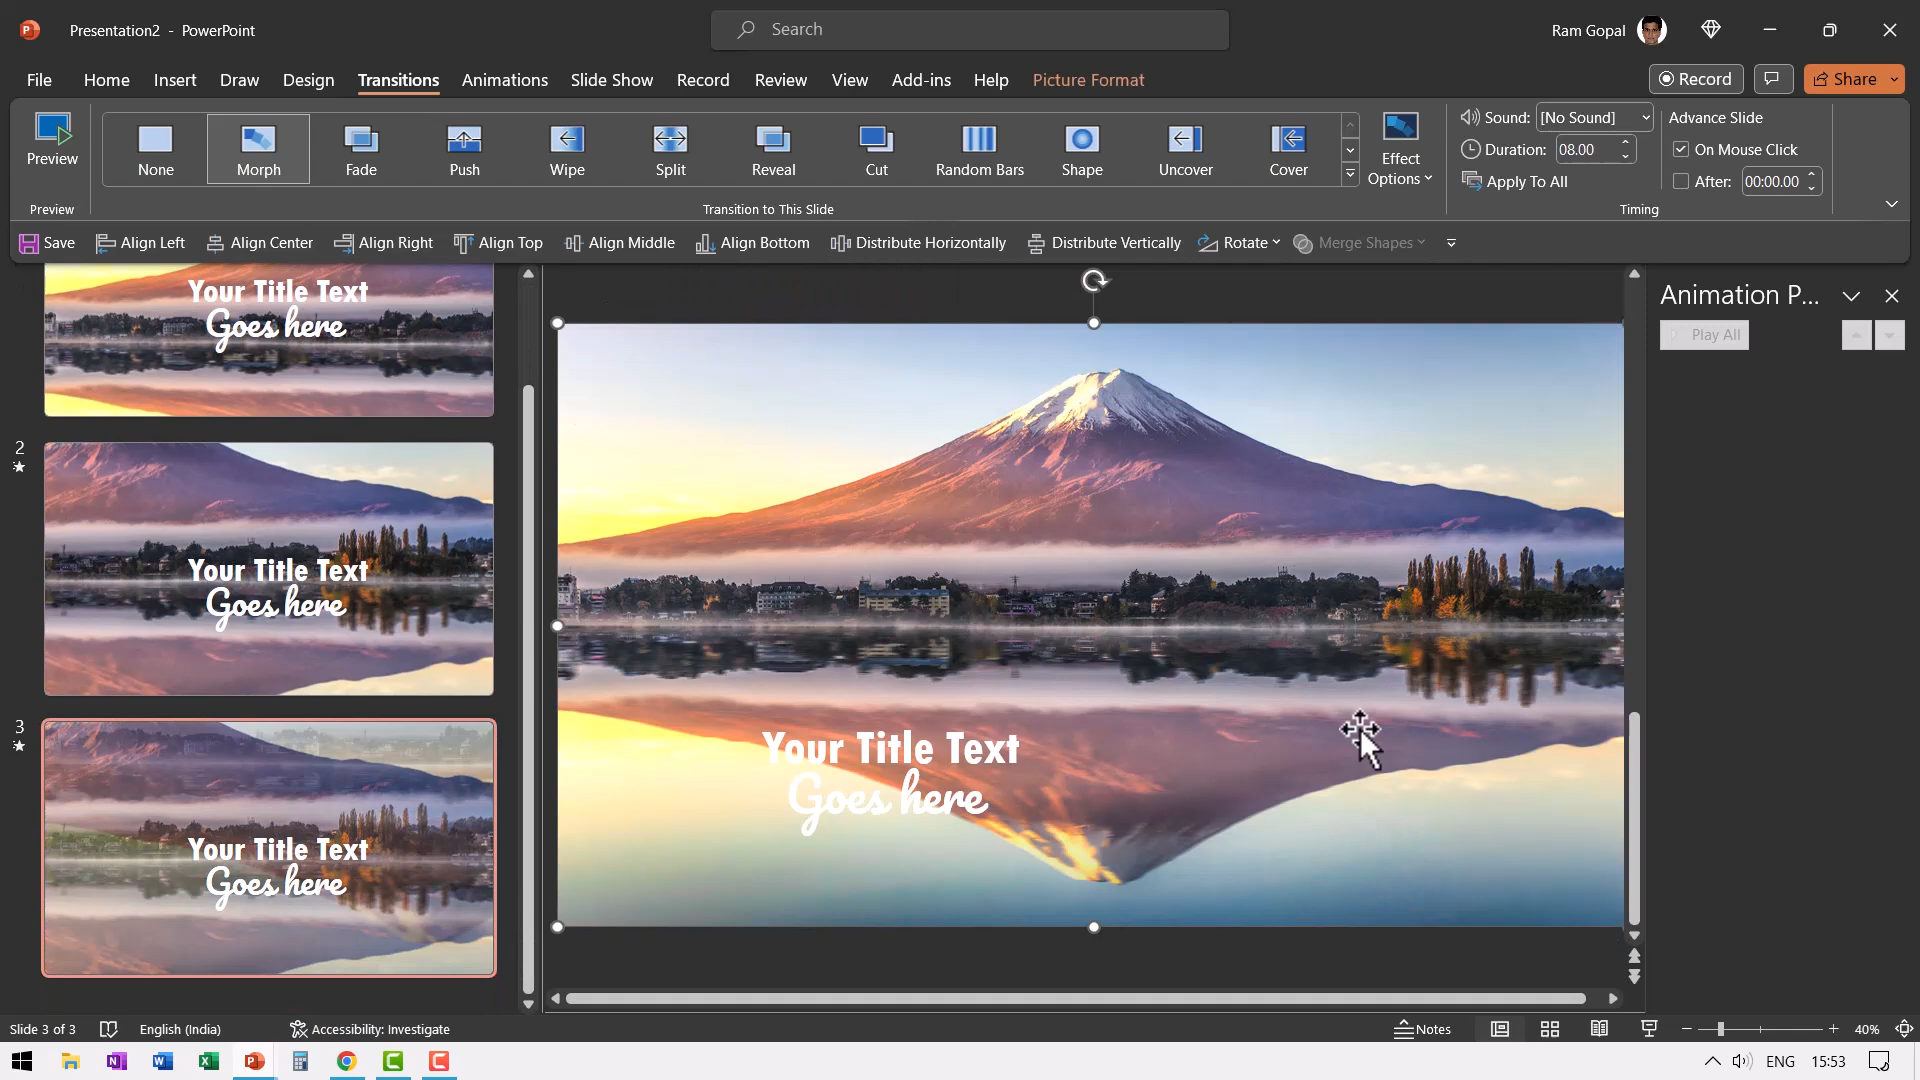 Presentation2 - PowerPoint
Search
Ram Gopal
File Home Insert Draw Design Transitions Animations Slide Show Record Review View Add-ins Help Picture Format
Record
Share
Preview
None
Morph
Fade
Push
Wipe
Split
Reveal
Cut
Random Bars
Shape
Uncover
Cover
Effect
Options
Sound: [No Sound]
Duration: 08.00
Apply To All
Advance Slide
On Mouse Click
After: 00:00.00
Preview
Transition to This Slide
Timing
Save Align Left Align Center Align Right Align Top Align Middle Align Bottom Distribute Horizontally Distribute Vertically Rotate Merge Shapes
Your Title Text
Goes here
2
Your Title Text
Goes here
3
Your Title Text
Goes here
Your Title Text
Goes here
Animation P...
Play All
Slide 3 of 3
English (India)
Accessibility: Investigate
Notes
40%
ENG
15:53